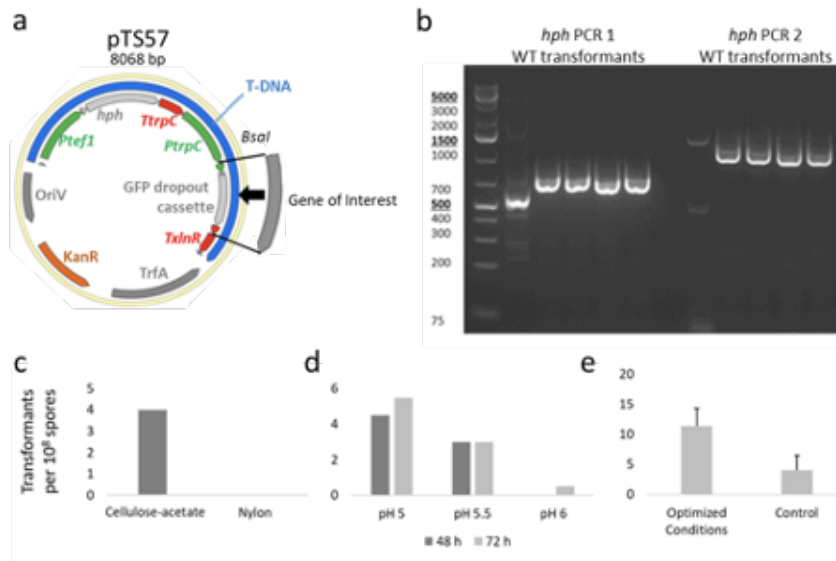 a
pTS57
8068 bp
T-DNA
hph
TtrpC
BsaI
Ptef1
PtrpC
OriV
GFP dropout
cassette
Gene of Interest
KanR
TxlnR
TrfA
b
hph PCR 1
WT transformants
hph PCR 2
WT transformants
5000
3000
2000
1500
1000
700
500
400
300
200
75
c
Transformants
per 10⁸ spores
5
4
3
2
1
0
Cellulose-acetate
Nylon
d
6
4
2
0
pH 5
pH 5.5
pH 6
48 h
72 h
e
20
15
10
5
0
Optimized
Conditions
Control